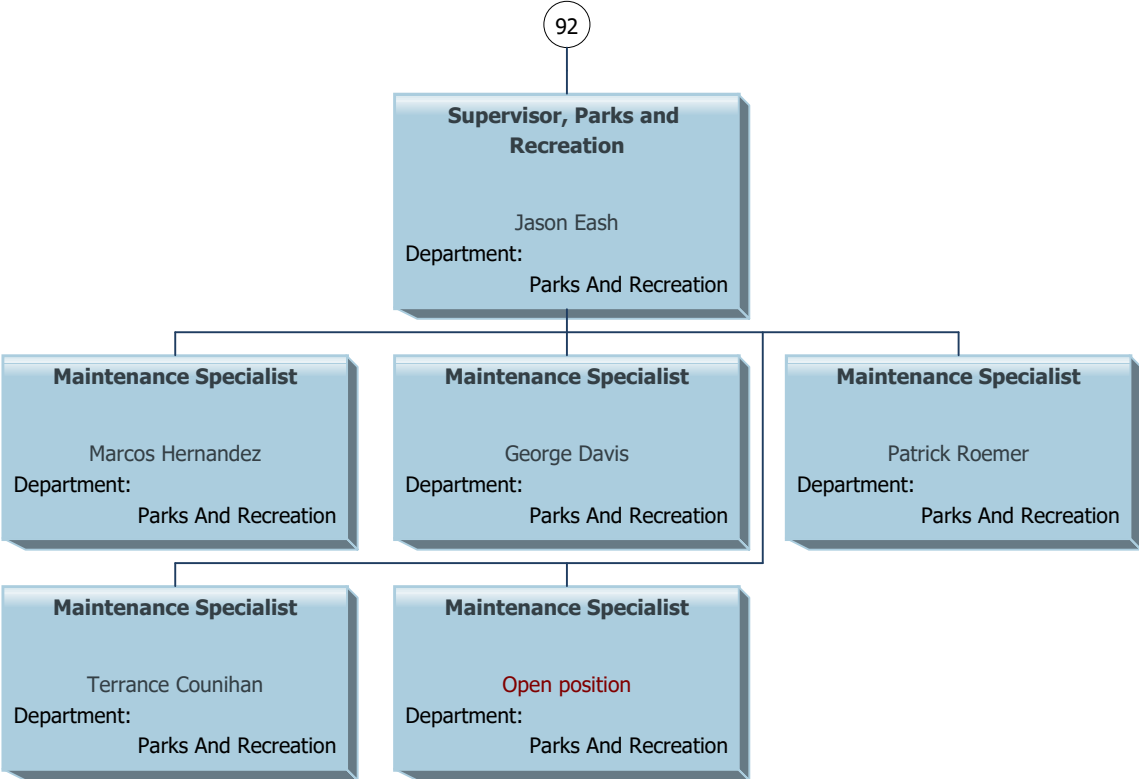 92
Supervisor, Parks and
Recreation
Jason Eash
Department:
Parks And Recreation
Maintenance Specialist
Marcos Hernandez
Department:
Parks And Recreation
Maintenance Specialist
George Davis
Department:
Parks And Recreation
Maintenance Specialist
Patrick Roemer
Department:
Parks And Recreation
Maintenance Specialist
Terrance Counihan
Department:
Parks And Recreation
Maintenance Specialist
Open position
Department:
Parks And Recreation